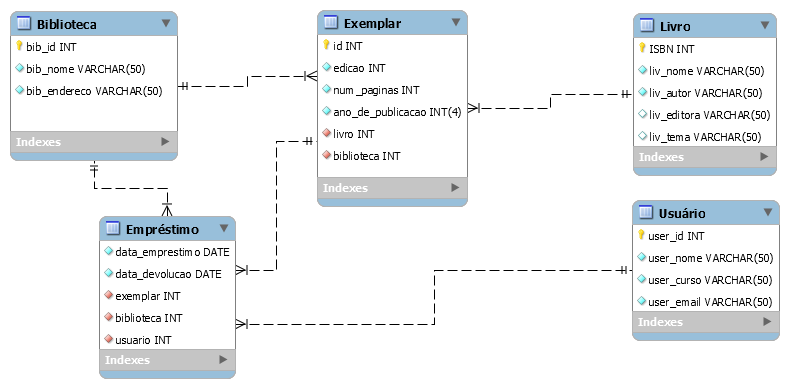 Biblioteca
bib_id INT
bib_nome VARCHAR(50)
bib_endereco VARCHAR(50)
Indexes
Exemplar
id INT
edicao INT
num_paginas INT
ano_de_publicacao INT(4)
livro INT
biblioteca INT
Indexes
Livro
ISBN INT
liv_nome VARCHAR(50)
liv_autor VARCHAR(50)
liv_editora VARCHAR(50)
liv_tema VARCHAR(50)
Indexes
Empréstimo
data_emprestimo DATE
data_devolucao DATE
exemplar INT
biblioteca INT
usuario INT
Indexes
Usuário
user_id INT
user_nome VARCHAR(50)
user_curso VARCHAR(50)
user_email VARCHAR(50)
Indexes